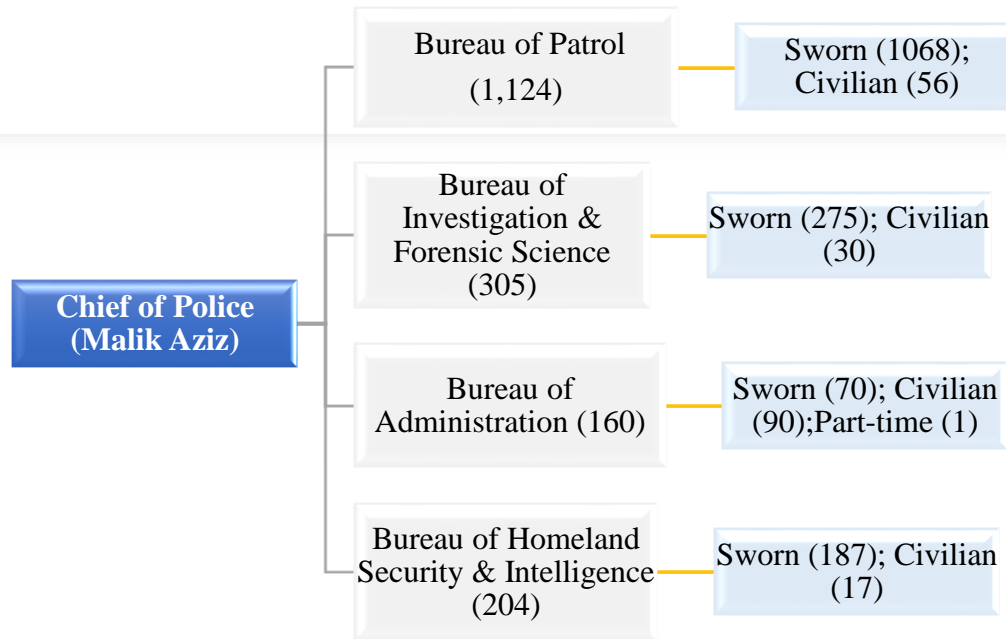 Bureau of Patrol
(1,124)
Sworn (1068);
Civilian (56)
Bureau of
Investigation &
Forensic Science
(305)
Sworn (275); Civilian
(30)
Chief of Police
(Malik Aziz)
Bureau of
Administration (160)
Sworn (70); Civilian
(90);Part-time (1)
Bureau of Homeland
Security & Intelligence
(204)
Sworn (187); Civilian
(17)